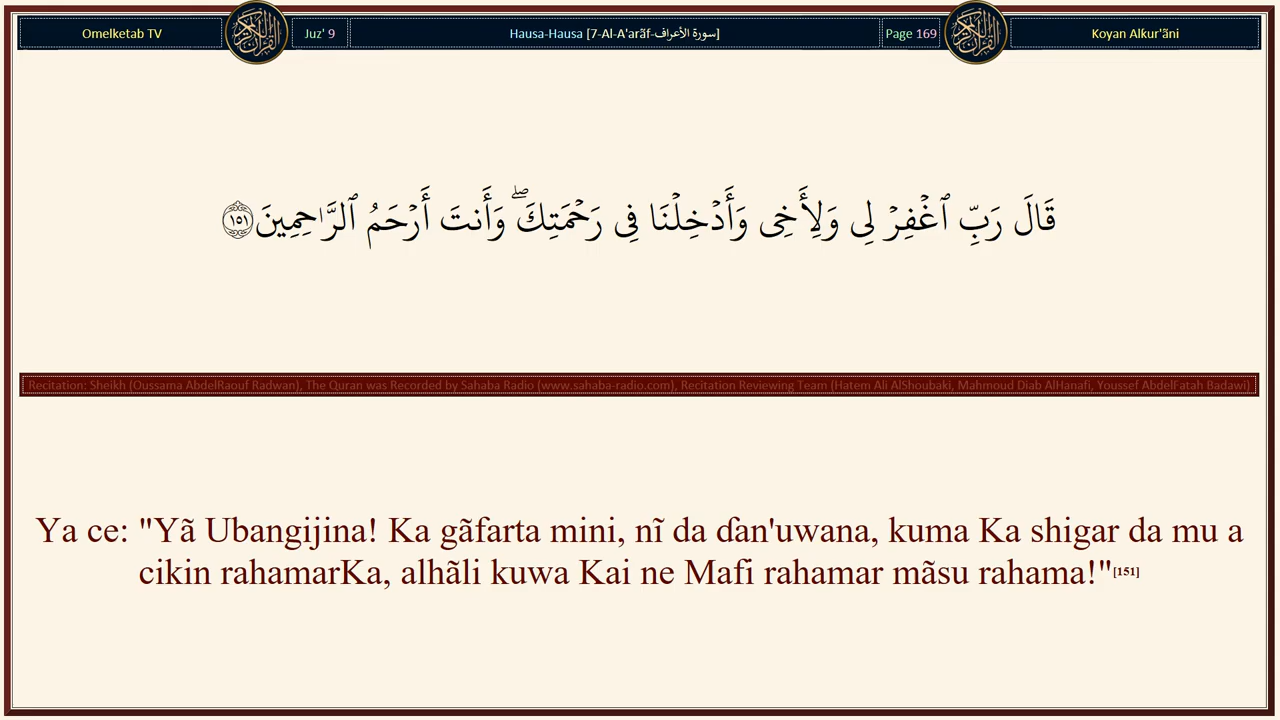 Omelketab TV
Juz' 9
Hausa-Hausa [7-Al-A'arãf-سورة الأعراف]
Page 169
Koyan Alƙur'ãni
قَالَ رَبِّ ٱغْفِرْ لِى وَلِأَخِى وَأَدْخِلْنَا فِى رَحْمَتِكَ ۖ وَأَنتَ أَرْحَمُ ٱلرَّٰحِمِينَ ١٥١
Recitation: Sheikh (Oussama AbdelRaouf Radwan), The Quran was Recorded by Sahaba Radio (www.sahaba-radio.com), Recitation Reviewing Team (Hatem Ali AlShoubaki, Mahmoud Diab AlHanafi, Youssef AbdelFatah Badawi)
Ya ce: "Yã Ubangijina! Ka gãfarta mini, nĩ da ɗan'uwana, kuma Ka shigar da mu a
cikin rahamarKa, alhãli kuwa Kai ne Mafi rahamar mãsu rahama!"[151]